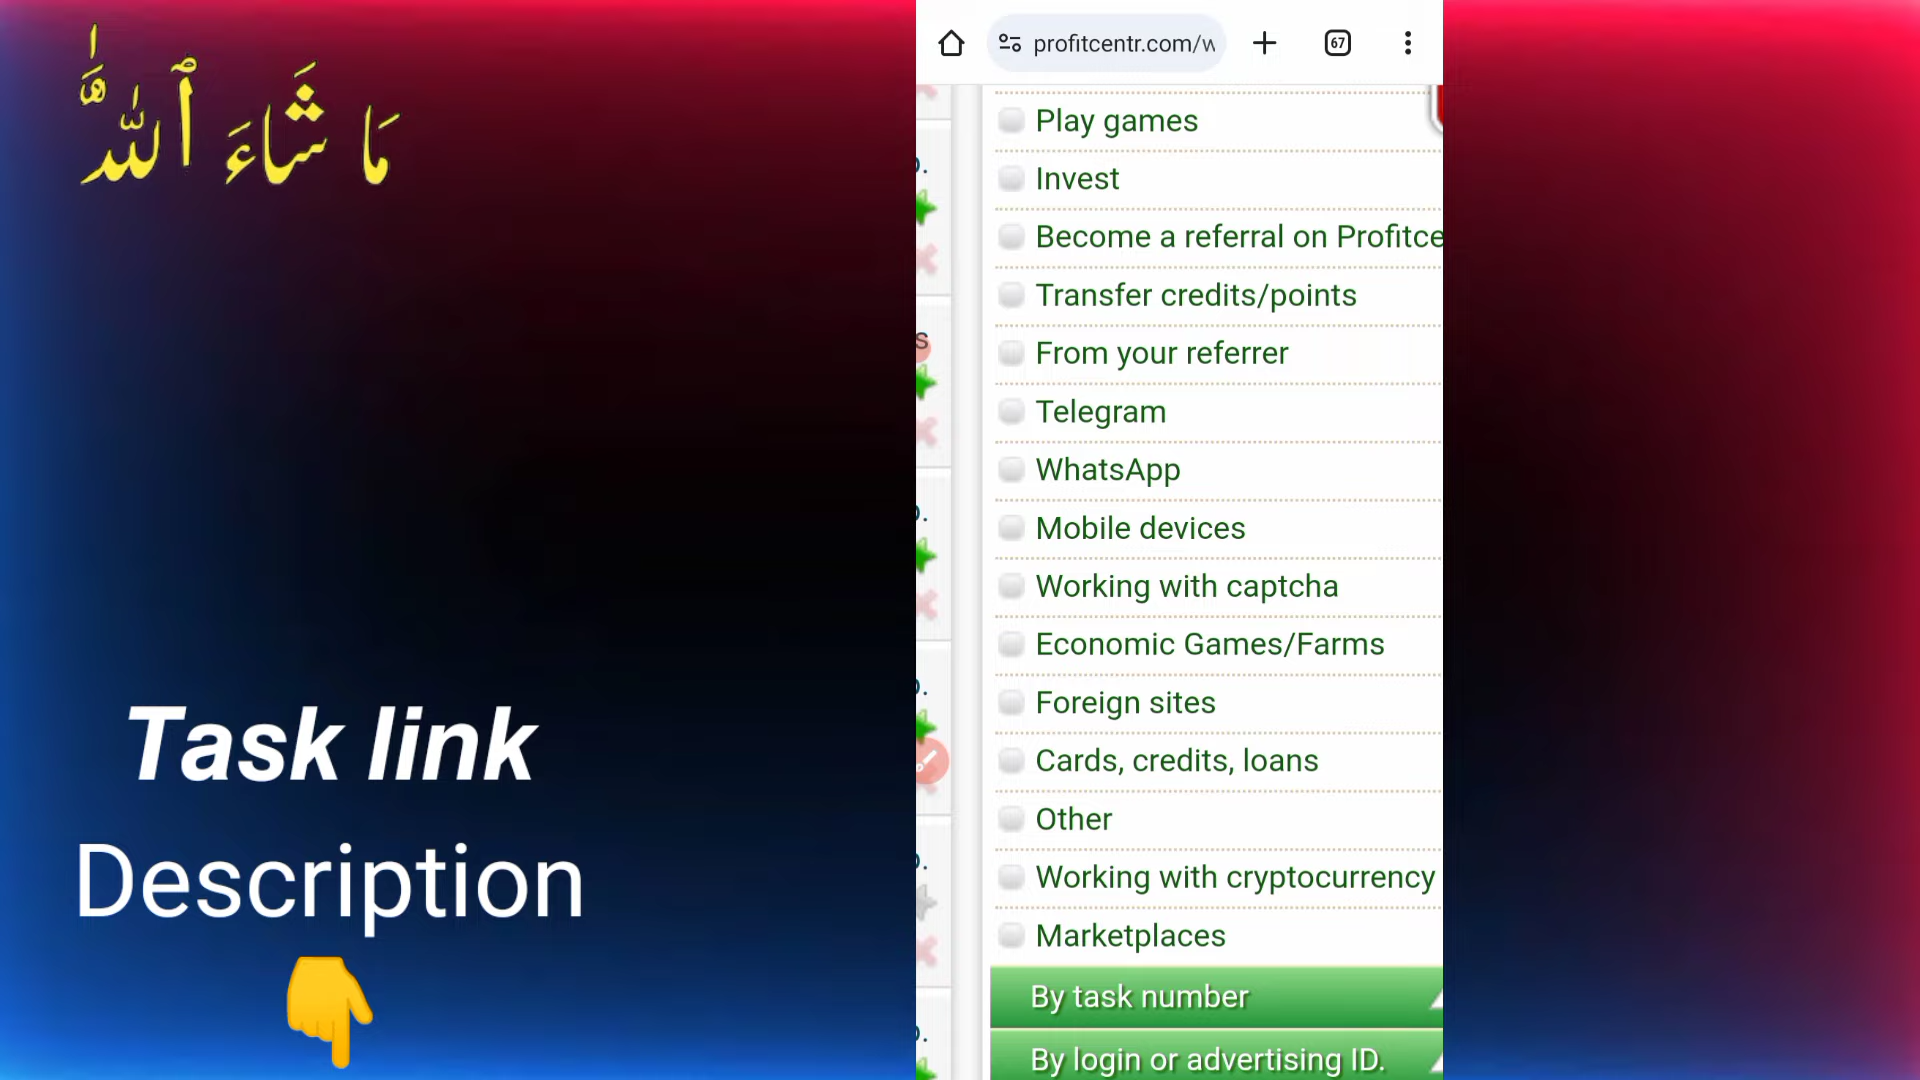 مَا شَاءَ ٱللَّٰهُ
Task link
Description
profitcentr.com/w
67
Play games
Invest
Become a referral on Profitce
Transfer credits/points
From your referrer
Telegram
WhatsApp
Mobile devices
Working with captcha
Economic Games/Farms
Foreign sites
Cards, credits, loans
Other
Working with cryptocurrency
Marketplaces
By task number
By login or advertising ID.